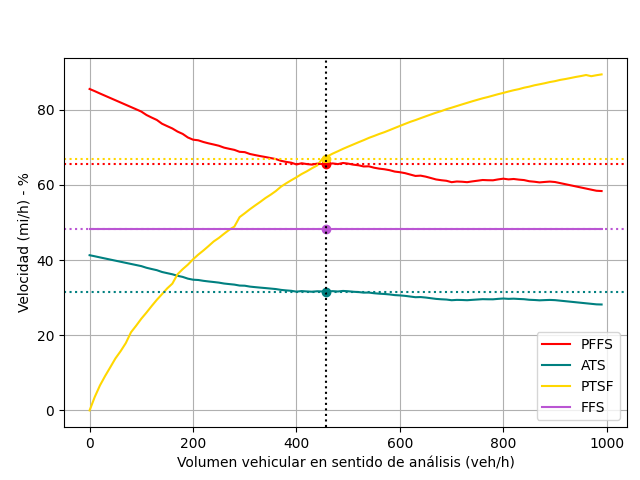 80
60
40
20
0
Velocidad (mi/h) - %
PFFS
ATS
PTSF
FFS
0 200 400 600 800 1000
Volumen vehicular en sentido de análisis (veh/h)